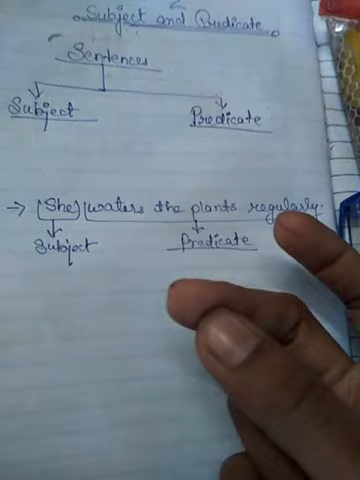 Subject and Predicate
Sentences
Subject Predicate
→ (She) (waters the plants regularly.
Subject Predicate